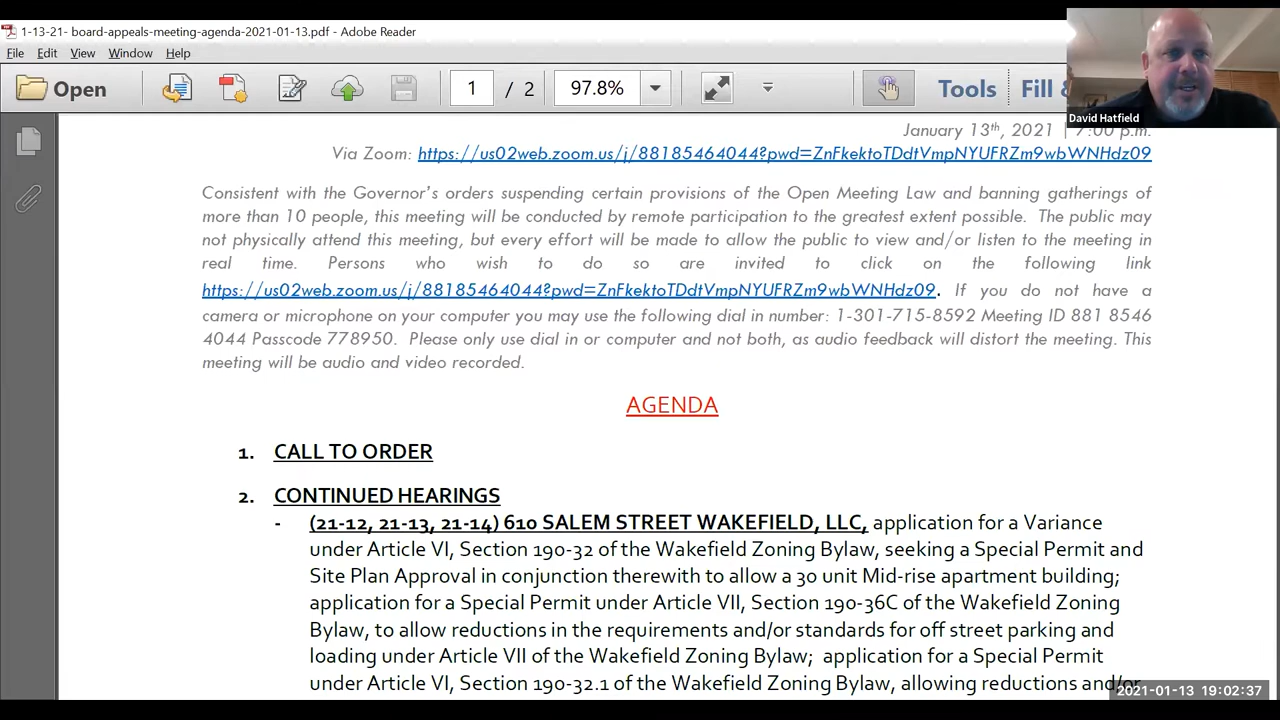 1-13-21- board-appeals-meeting-agenda-2021-01-13.pdf - Adobe Reader
File Edit View Window Help
Open 1 / 2 97.8% Tools Fill &
David Hatfield
January 13th, 2021 | 7:00 p.m.
Via Zoom: https://us02web.zoom.us/j/88185464044?pwd=ZnFkektoTDdtVmpNYUFRZm9wbWNHdz09
Consistent with the Governor's orders suspending certain provisions of the Open Meeting Law and banning gatherings of
more than 10 people, this meeting will be conducted by remote participation to the greatest extent possible. The public may
not physically attend this meeting, but every effort will be made to allow the public to view and/or listen to the meeting in
real time. Persons who wish to do so are invited to click on the following link
https://us02web.zoom.us/j/88185464044?pwd=ZnFkektoTDdtVmpNYUFRZm9wbWNHdz09. If you do not have a
camera or microphone on your computer you may use the following dial in number: 1-301-715-8592 Meeting ID 881 8546
4044 Passcode 778950. Please only use dial in or computer and not both, as audio feedback will distort the meeting. This
meeting will be audio and video recorded.
AGENDA
1. CALL TO ORDER
2. CONTINUED HEARINGS
- (21-12, 21-13, 21-14) 610 SALEM STREET WAKEFIELD, LLC, application for a Variance
under Article VI, Section 190-32 of the Wakefield Zoning Bylaw, seeking a Special Permit and
Site Plan Approval in conjunction therewith to allow a 30 unit Mid-rise apartment building;
application for a Special Permit under Article VII, Section 190-36C of the Wakefield Zoning
Bylaw, to allow reductions in the requirements and/or standards for off street parking and
loading under Article VII of the Wakefield Zoning Bylaw; application for a Special Permit
under Article VI, Section 190-32.1 of the Wakefield Zoning Bylaw, allowing reductions and/or
2021-01-13 19:02:37